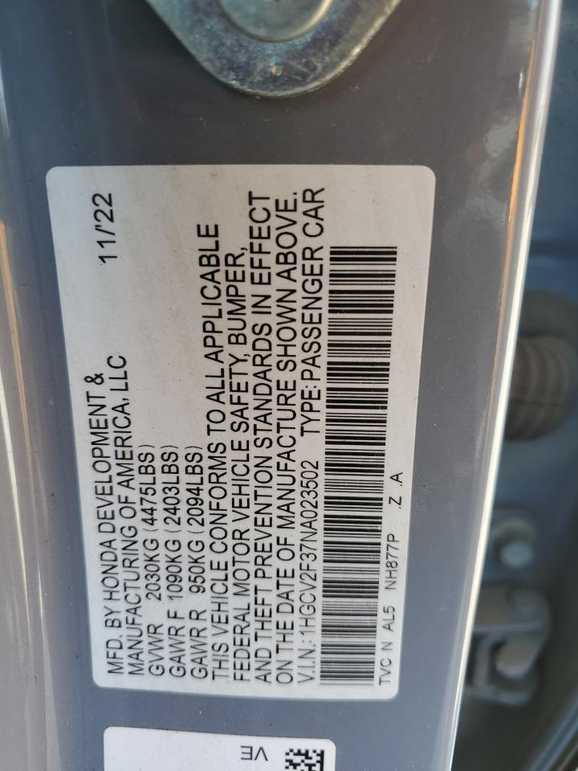 MFD. BY HONDA DEVELOPMENT &
MANUFACTURING OF AMERICA, LLC 11/'22
GVWR 2030KG (4475LBS)
GAWR F 1090KG (2403LBS)
GAWR R 950KG (2094LBS)
THIS VEHICLE CONFORMS TO ALL APPLICABLE
FEDERAL MOTOR VEHICLE SAFETY, BUMPER,
AND THEFT PREVENTION STANDARDS IN EFFECT
ON THE DATE OF MANUFACTURE SHOWN ABOVE.
V.I.N.: 1HGCV2F37NA023502 TYPE: PASSENGER CAR
TVC N AL5 NH877P .Z .A
VE